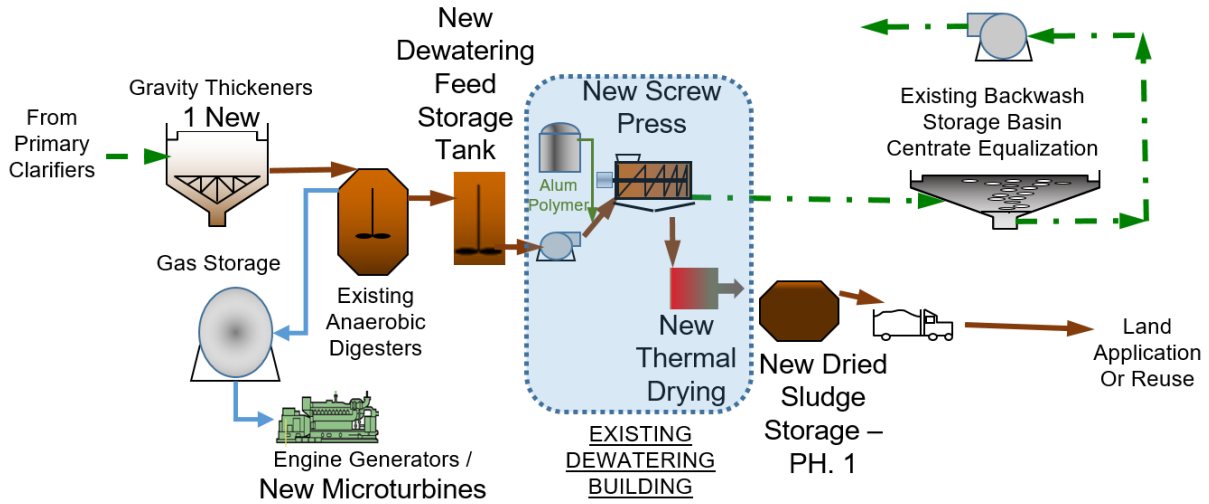 From
Primary
Clarifiers
Gravity Thickeners
1 New
New
Dewatering
Feed
Storage
Tank
New Screw
Press
Alum
Polymer
Existing Backwash
Storage Basin
Centrate Equalization
Gas Storage
Existing
Anaerobic
Digesters
Engine Generators /
New Microturbines
New
Thermal
Drying
EXISTING
DEWATERING
BUILDING
New Dried
Sludge
Storage –
PH. 1
Land
Application
Or Reuse